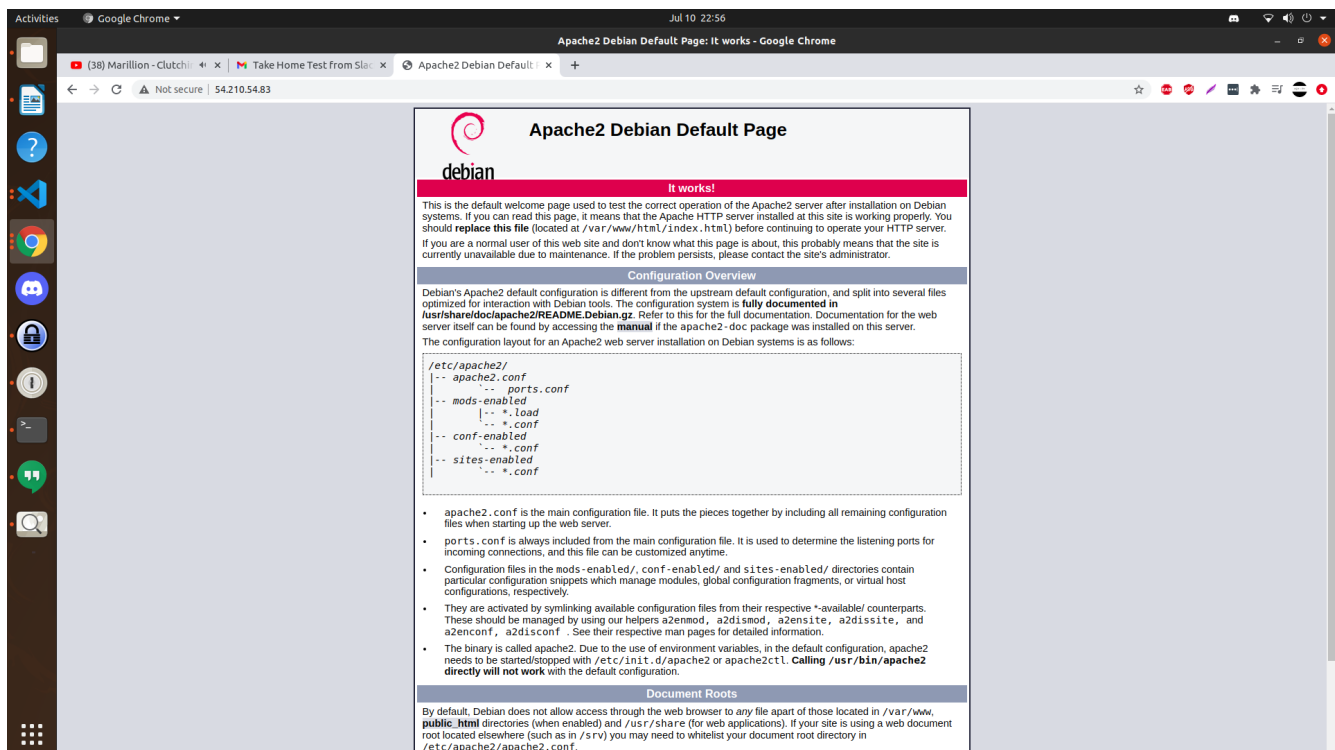 Activities
Google Chrome
Jul 10 22:56
Apache2 Debian Default Page: It works - Google Chrome
(38) Marillion - Clutchin
Take Home Test from Slac
Apache2 Debian Default
Not secure | 54.210.54.83
Apache2 Debian Default Page
debian
It works!
This is the default welcome page used to test the correct operation of the Apache2 server after installation on Debian
systems. If you can read this page, it means that the Apache HTTP server installed at this site is working properly. You
should replace this file (located at /var/www/html/index.html) before continuing to operate your HTTP server.
If you are a normal user of this web site and don't know what this page is about, this probably means that the site is
currently unavailable due to maintenance. If the problem persists, please contact the site's administrator.
Configuration Overview
Debian's Apache2 default configuration is different from the upstream default configuration, and split into several files
optimized for interaction with Debian tools. The configuration system is fully documented in
/usr/share/doc/apache2/README.Debian.gz. Refer to this for the full documentation. Documentation for the web
server itself can be found by accessing the manual if the apache2-doc package was installed on this server.
The configuration layout for an Apache2 web server installation on Debian systems is as follows:
/etc/apache2/
|-- apache2.conf
|       `--  ports.conf
|-- mods-enabled
|       |-- *.load
|       `-- *.conf
|-- conf-enabled
|       `-- *.conf
|-- sites-enabled
|       `-- *.conf
• apache2.conf is the main configuration file. It puts the pieces together by including all remaining configuration
files when starting up the web server.
• ports.conf is always included from the main configuration file. It is used to determine the listening ports for
incoming connections, and this file can be customized anytime.
• Configuration files in the mods-enabled/, conf-enabled/ and sites-enabled/ directories contain
particular configuration snippets which manage modules, global configuration fragments, or virtual host
configurations, respectively.
• They are activated by symlinking available configuration files from their respective *-available/ counterparts.
These should be managed by using our helpers a2enmod, a2dismod, a2ensite, a2dissite, and
a2enconf, a2disconf . See their respective man pages for detailed information.
• The binary is called apache2. Due to the use of environment variables, in the default configuration, apache2
needs to be started/stopped with /etc/init.d/apache2 or apache2ctl. Calling /usr/bin/apache2
directly will not work with the default configuration.
Document Roots
By default, Debian does not allow access through the web browser to any file apart of those located in /var/www,
public_html directories (when enabled) and /usr/share (for web applications). If your site is using a web document
root located elsewhere (such as in /srv) you may need to whitelist your document root directory in
/etc/apache2/apache2.conf.